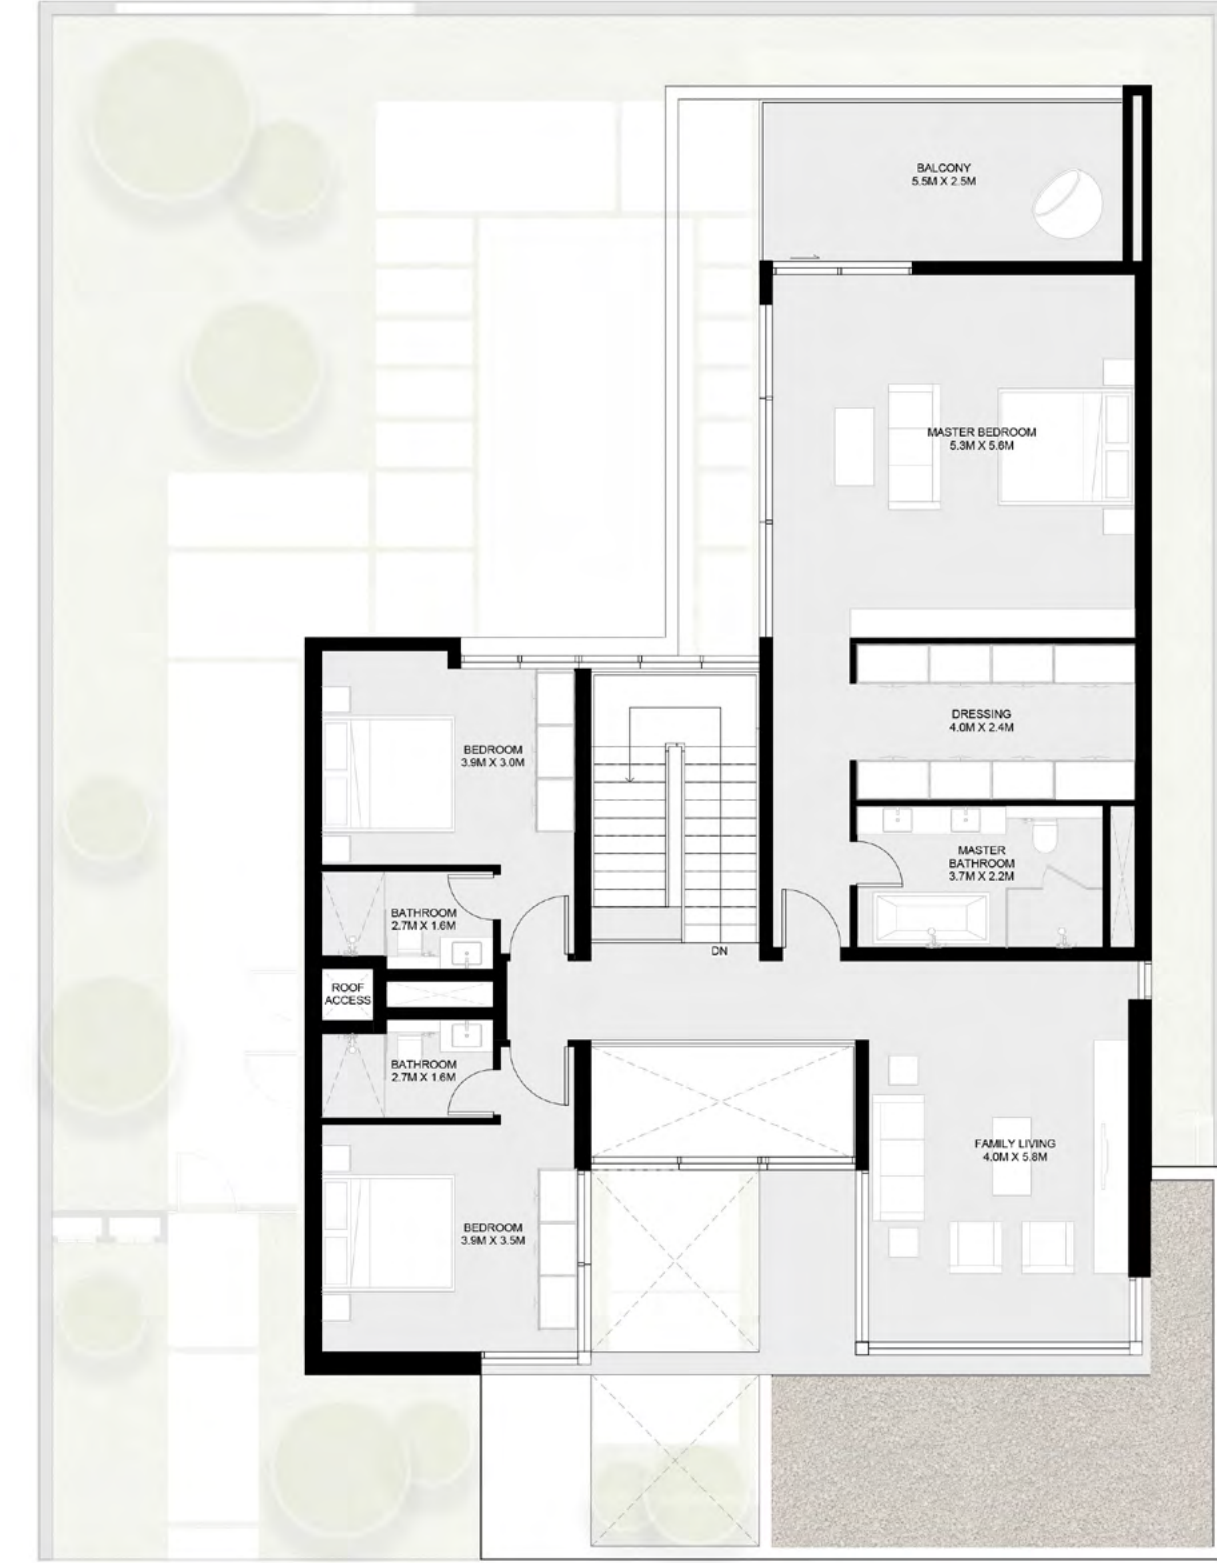 BALCONY
5.5M X 2.5M
MASTER BEDROOM
5.3M X 5.6M
DRESSING
4.0M X 2.4M
BEDROOM
3.9M X 3.0M
MASTER
BATHROOM
3.7M X 2.2M
BATHROOM
2.7M X 1.6M
DN
ROOF
ACCESS
BATHROOM
2.7M X 1.6M
FAMILY LIVING
4.0M X 5.8M
BEDROOM
3.9M X 3.5M